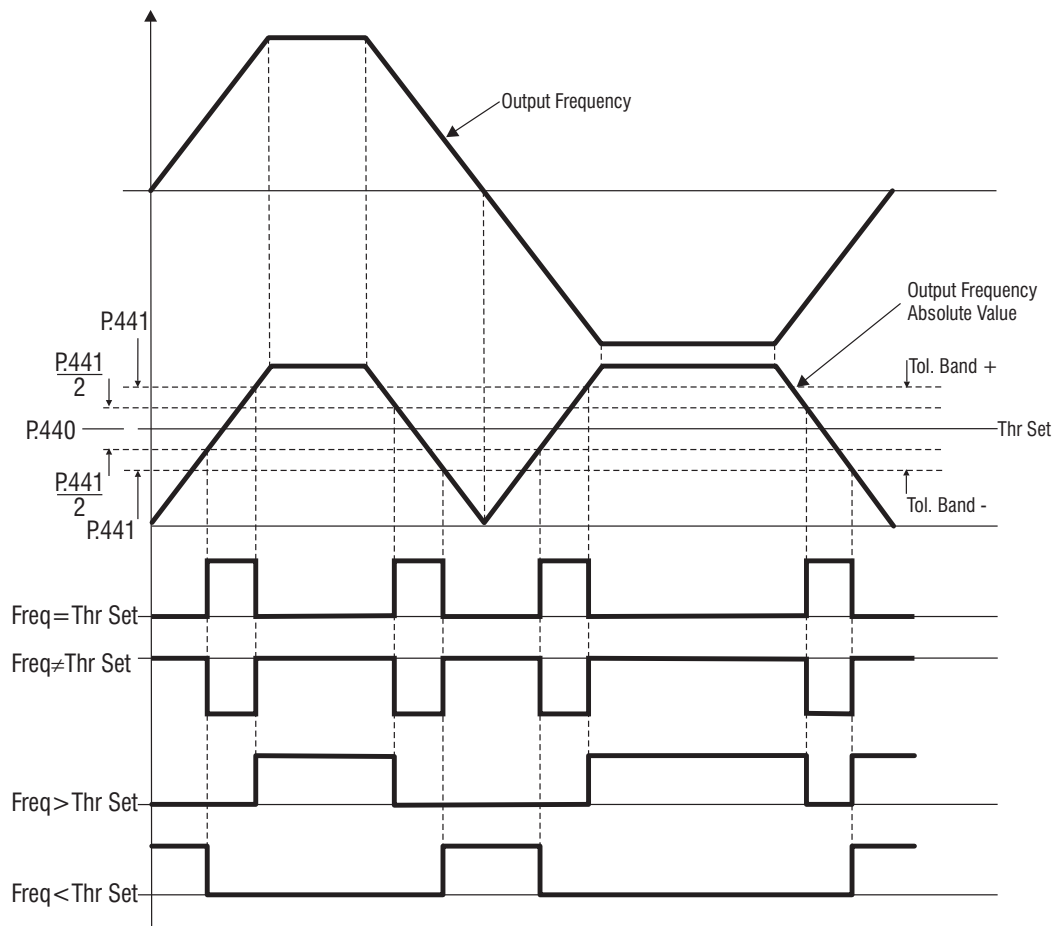 Output Frequency
Output Frequency
Absolute Value
P.441
P.441
2
P.440
P.441
2
P.441
Tol. Band +
Thr Set
Tol. Band -
Freq=Thr Set
Freq≠Thr Set
Freq>Thr Set
Freq<Thr Set